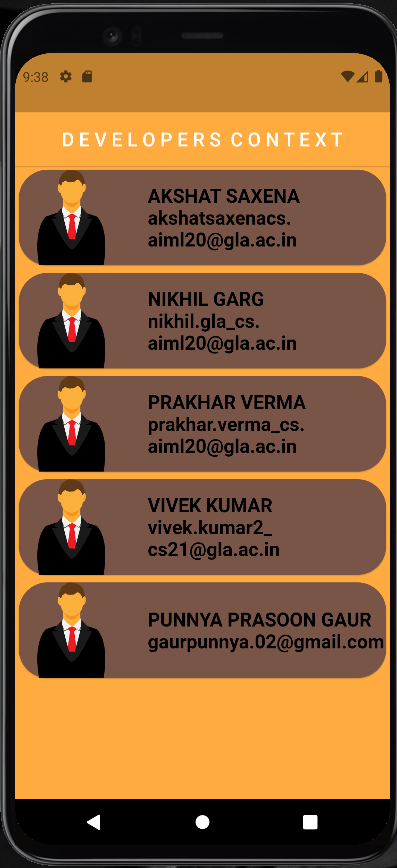 9:38
DEVELOPERS CONTEXT
AKSHAT SAXENA
akshatsaxenacs.
aiml20@gla.ac.in
NIKHIL GARG
nikhil.gla_cs.
aiml20@gla.ac.in
PRAKHAR VERMA
prakhar.verma_cs.
aiml20@gla.ac.in
VIVEK KUMAR
vivek.kumar2_
cs21@gla.ac.in
PUNNYA PRASOON GAUR
gaurpunnya.02@gmail.com